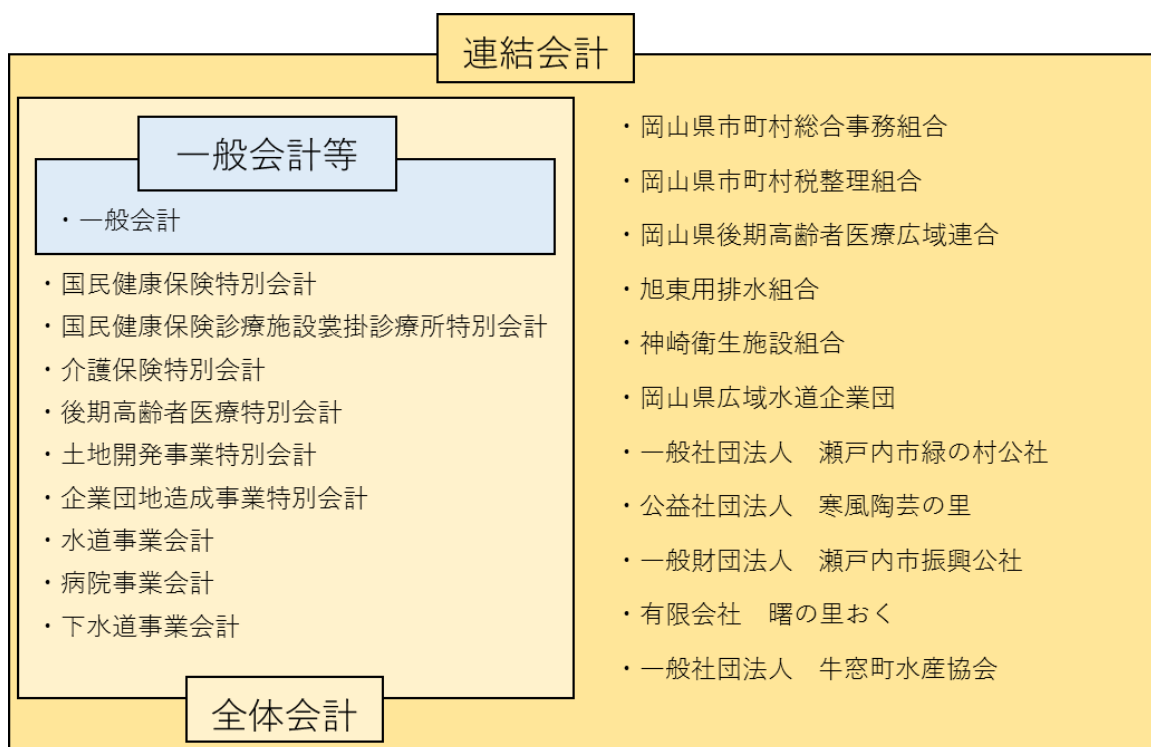 連結会計
一般会計等
・一般会計
・国民健康保険特別会計
・国民健康保険診療施設裳掛診療所特別会計
・介護保険特別会計
・後期高齢者医療特別会計
・土地開発事業特別会計
・企業団地造成事業特別会計
・水道事業会計
・病院事業会計
・下水道事業会計
全体会計
・岡山県市町村総合事務組合
・岡山県市町村税整理組合
・岡山県後期高齢者医療広域連合
・旭東用排水組合
・神崎衛生施設組合
・岡山県広域水道企業団
・一般社団法人　瀬戸内市緑の村公社
・公益社団法人　寒風陶芸の里
・一般財団法人　瀬戸内市振興公社
・有限会社　曙の里おく
・一般社団法人　牛窓町水産協会